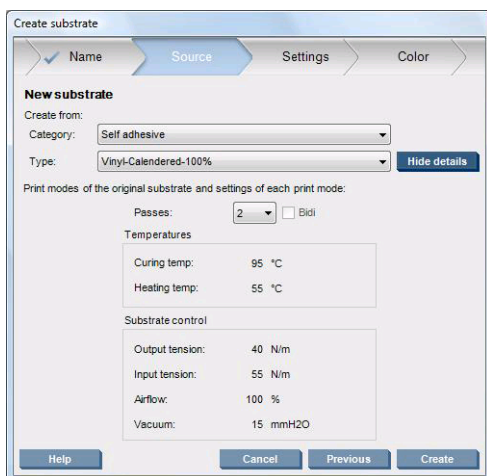 Create substrate
Name Source Settings Color
New substrate
Create from:
Category: Self adhesive
Type: Vinyl-Calendered-100% Hide details
Print modes of the original substrate and settings of each print mode:
Passes: 2 Bidi
Temperatures
Curing temp: 95 °C
Heating temp: 55 °C
Substrate control
Output tension: 40 N/m
Input tension: 55 N/m
Airflow: 100 %
Vacuum: 15 mmH2O
Help Cancel Previous Create